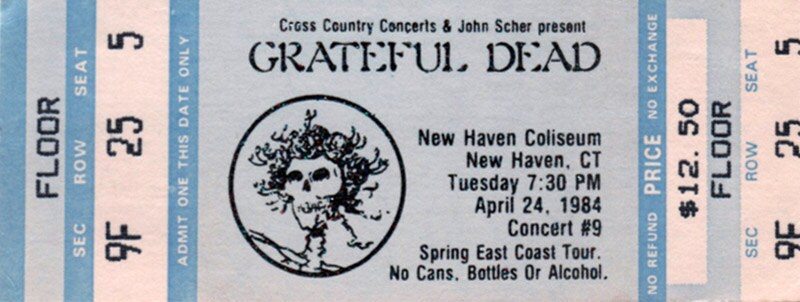 FLOOR
SEC 9F ROW 25 SEAT 5
ADMIT ONE THIS DATE ONLY
Cross Country Concerts & John Scher present
GRATEFUL DEAD
New Haven Coliseum
New Haven, CT
Tuesday 7:30 PM
April 24, 1984
Concert #9
Spring East Coast Tour.
No Cans, Bottles Or Alcohol.
NO REFUND PRICE NO EXCHANGE
$12.50
FLOOR
SEC 9F ROW 25 SEAT 5